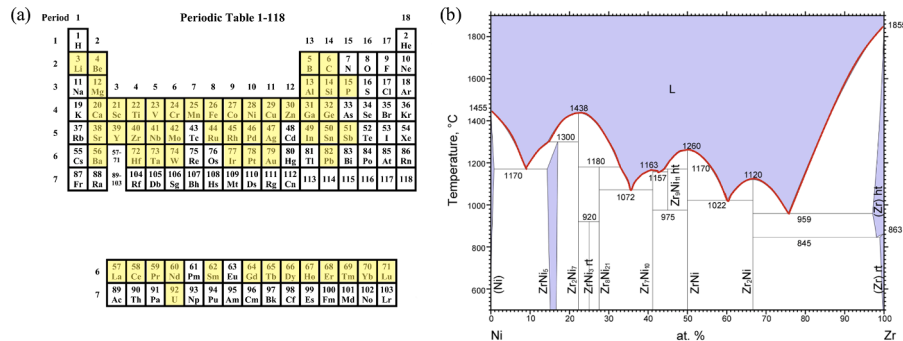 (a)
Period 1 Periodic Table 1-118 18
1 1 2 2
H 13 14 15 16 17 He
2 3 4 5 6 7 8 9 10
Li Be B C N O F Ne
3 11 12 3 4 5 6 7 8 9 10 11 12 13 14 15 16 17 18
Na Mg Al Si P S Cl Ar
4 19 20 21 22 23 24 25 26 27 28 29 30 31 32 33 34 35 36
K Ca Sc Ti V Cr Mn Fe Co Ni Cu Zn Ga Ge As Se Br Kr
5 37 38 39 40 41 42 43 44 45 46 47 48 49 50 51 52 53 54
Rb Sr Y Zr Nb Mo Tc Ru Rh Pd Ag Cd In Sn Sb Te I Xe
6 55 56 57-71 72 73 74 75 76 77 78 79 80 81 82 83 84 85 86
Cs Ba Hf Ta W Re Os Ir Pt Au Hg Tl Pb Bi Po At Rn
7 87 88 89-103 104 105 106 107 108 109 110 111 112 113 114 115 116 117 118
Fr Ra Rf Db Sg Bh Hs Mt Ds Rg Cn
6 57 58 59 60 61 62 63 64 65 66 67 68 69 70 71
La Ce Pr Nd Pm Sm Eu Gd Tb Dy Ho Er Tm Yb Lu
7 89 90 91 92 93 94 95 96 97 98 99 100 101 102 103
Ac Th Pa U Np Pu Am Cm Bk Cf Es Fm Md No Lr
(b)
Temperature, °C
1800
1600
1400
1200
1000
800
600
1455
1438
1300
1170
1180
1163
1157
1072
920
975
1260
1170
1022
1120
959
845
863
1855
L
(Ni)
ZrNi₅
Zr₂Ni₇
ZrNi₃ rt
Zr₈Ni₂₁
Zr₇Ni₁₀
Zr₉Ni₁₁ ht
ZrNi
Zr₂Ni
(Zr) ht
(Zr) rt
0 10 20 30 40 50 60 70 80 90 100
Ni at. % Zr